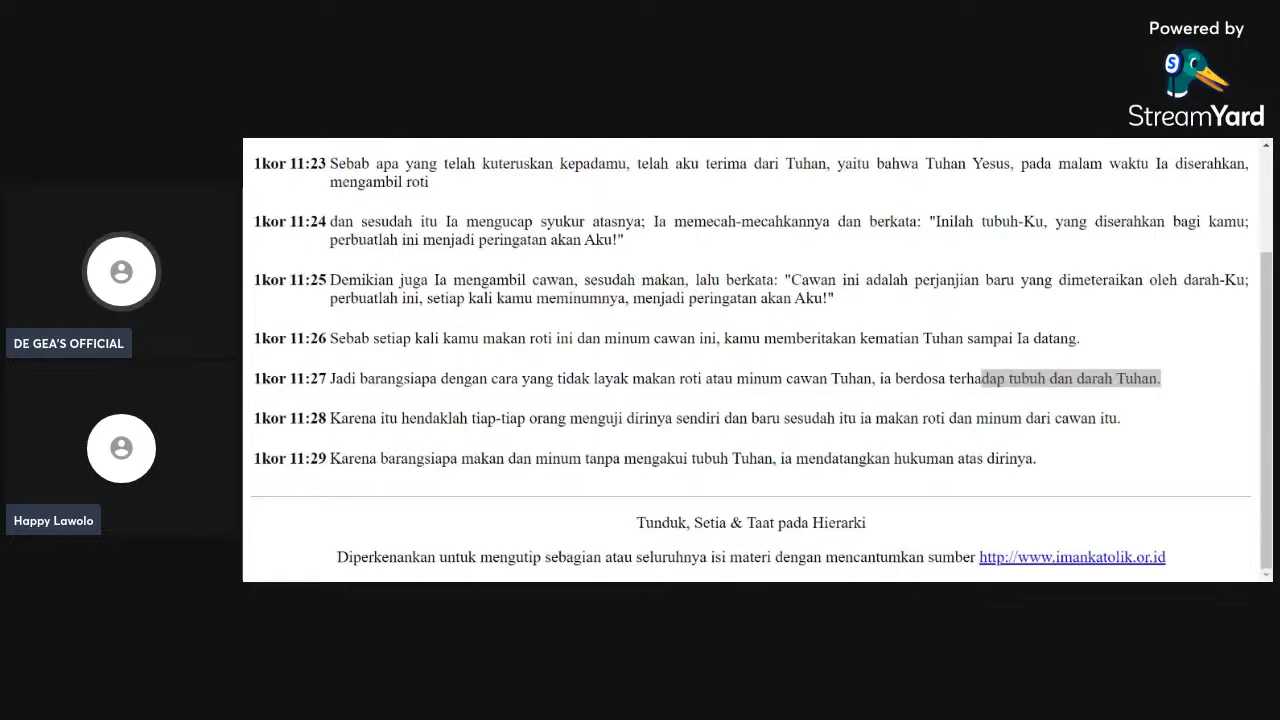 Powered by
StreamYard
1kor 11:23 Sebab apa yang telah kuteruskan kepadamu, telah aku terima dari Tuhan, yaitu bahwa Tuhan Yesus, pada malam waktu Ia diserahkan,
mengambil roti
1kor 11:24 dan sesudah itu Ia mengucap syukur atasnya; Ia memecah-mecahkannya dan berkata: "Inilah tubuh-Ku, yang diserahkan bagi kamu;
perbuatlah ini menjadi peringatan akan Aku!"
1kor 11:25 Demikian juga Ia mengambil cawan, sesudah makan, lalu berkata: "Cawan ini adalah perjanjian baru yang dimeteraikan oleh darah-Ku;
perbuatlah ini, setiap kali kamu meminumnya, menjadi peringatan akan Aku!"
1kor 11:26 Sebab setiap kali kamu makan roti ini dan minum cawan ini, kamu memberitakan kematian Tuhan sampai Ia datang.
1kor 11:27 Jadi barangsiapa dengan cara yang tidak layak makan roti atau minum cawan Tuhan, ia berdosa terhadap tubuh dan darah Tuhan.
1kor 11:28 Karena itu hendaklah tiap-tiap orang menguji dirinya sendiri dan baru sesudah itu ia makan roti dan minum dari cawan itu.
1kor 11:29 Karena barangsiapa makan dan minum tanpa mengakui tubuh Tuhan, ia mendatangkan hukuman atas dirinya.
Tunduk, Setia & Taat pada Hierarki
Diperkenankan untuk mengutip sebagian atau seluruhnya isi materi dengan mencantumkan sumber http://www.imankatolik.or.id
DE GEA'S OFFICIAL
Happy Lawolo